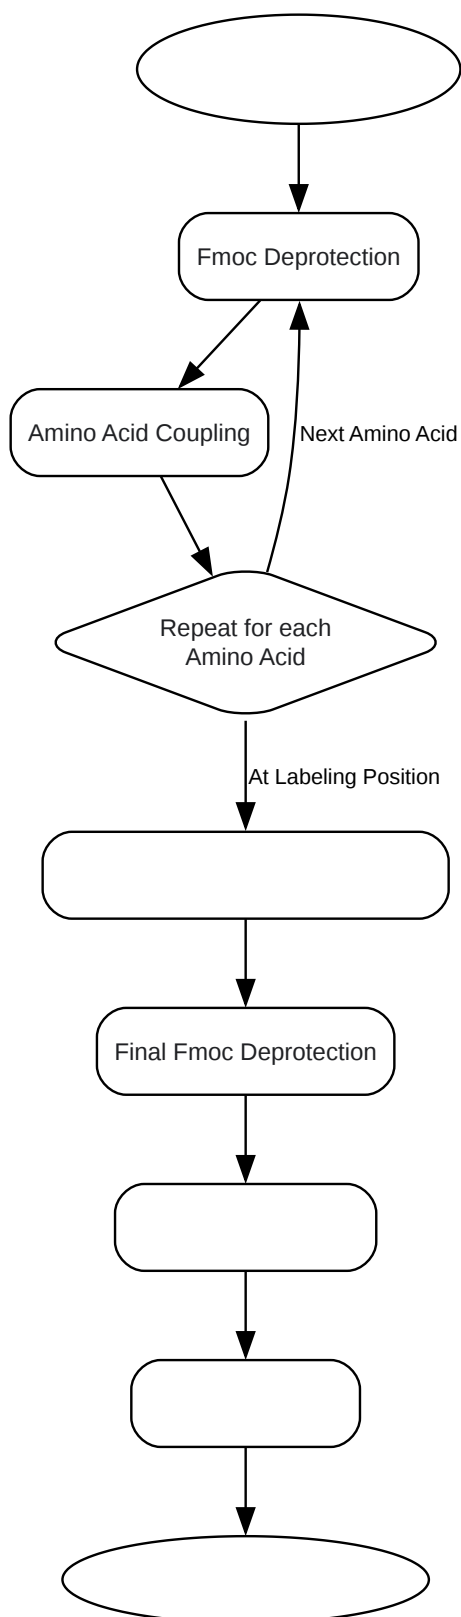 Fmoc Deprotection
Amino Acid Coupling
Next Amino Acid
Repeat for each
Amino Acid
At Labeling Position
Final Fmoc Deprotection